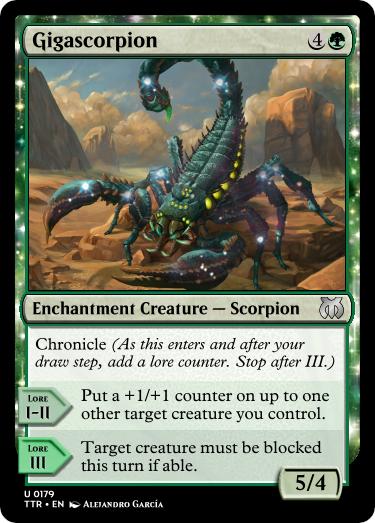 Gigascorpion 4
Enchantment Creature — Scorpion
Chronicle (As this enters and after your
draw step, add a lore counter. Stop after III.)
LORE
I-II
Put a +1/+1 counter on up to one
other target creature you control.
LORE
III
Target creature must be blocked
this turn if able.
5/4
U 0179
TTR • EN Alejandro García